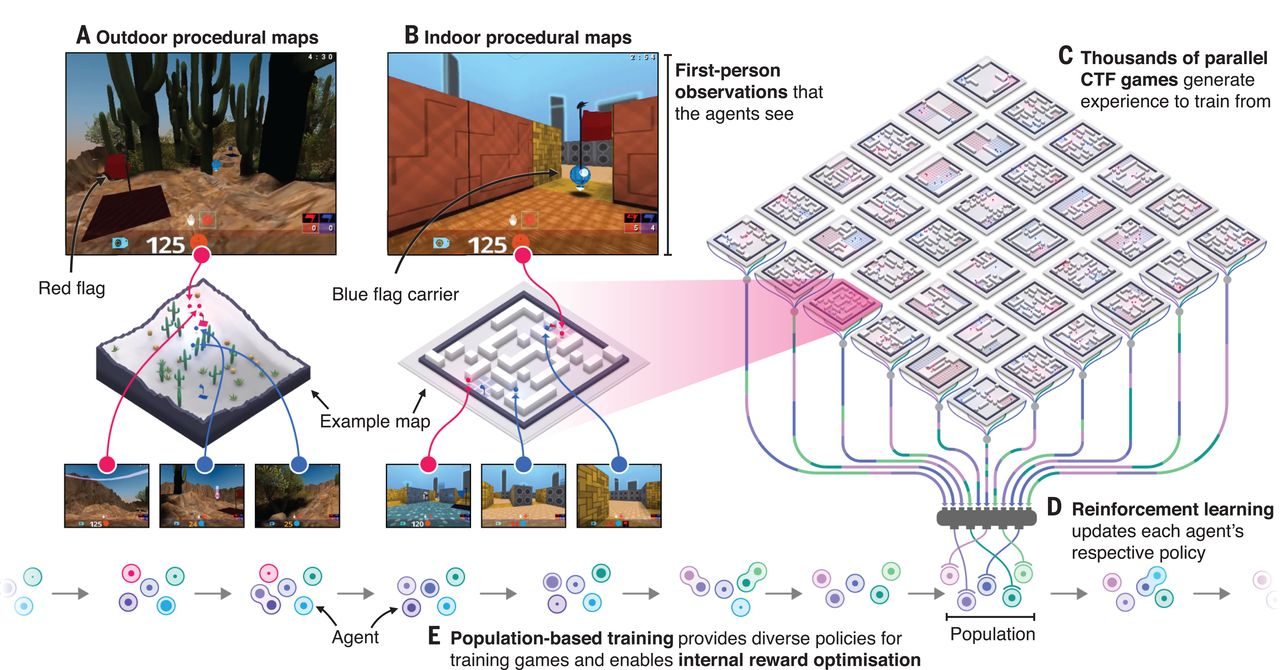 A Outdoor procedural maps
B Indoor procedural maps
4:30
125
0 0
First-person
observations that
the agents see
C Thousands of parallel
CTF games generate
experience to train from
125
Red flag
Blue flag carrier
Example map
125
24
25
120
D Reinforcement learning
updates each agent's
respective policy
Agent
Population
E Population-based training provides diverse policies for
training games and enables internal reward optimisation